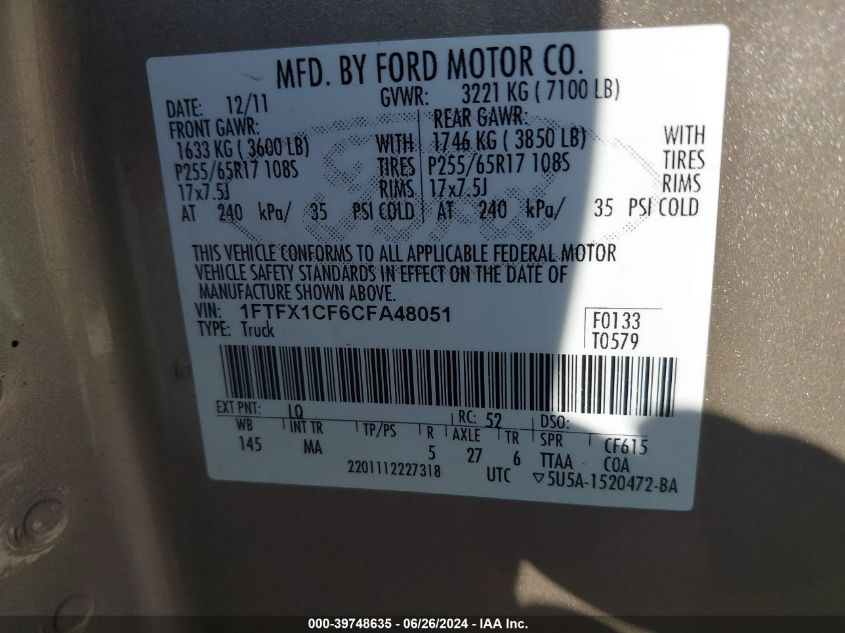 MFD. BY FORD MOTOR CO.
DATE: 12/11 GVWR: 3221 KG ( 7100 LB)
FRONT GAWR: REAR GAWR:
1633 KG ( 3600 LB) WITH 1746 KG ( 3850 LB) WITH
P255/65R17 108S TIRES P255/65R17 108S TIRES
17x7.5J RIMS 17x7.5J RIMS
AT 240 kPa/ 35 PSI COLD AT 240 kPa/ 35 PSI COLD
THIS VEHICLE CONFORMS TO ALL APPLICABLE FEDERAL MOTOR
VEHICLE SAFETY STANDARDS IN EFFECT ON THE DATE OF
MANUFACTURE SHOWN ABOVE.
VIN: 1FTFX1CF6CFA48051 F0133
TYPE: Truck T0579
EXT PNT: LQ RC: 52 DSO:
WB INT TR TP/PS R AXLE TR SPR CF615
145 MA 5 27 6 TTAA COA
2201112227318 UTC ▽5U5A-1520472-BA
000-39748635 - 06/26/2024 - IAA Inc.